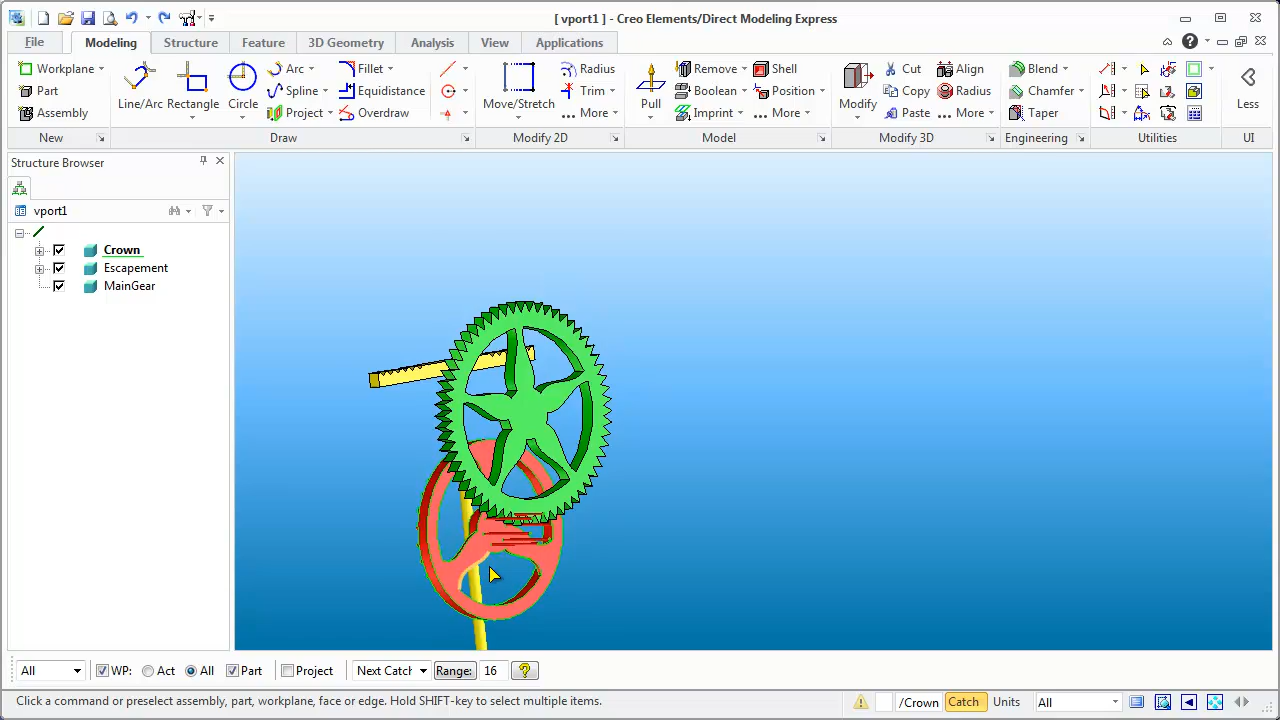 [ vport1 ] - Creo Elements/Direct Modeling Express
File Modeling Structure Feature 3D Geometry Analysis View Applications
Workplane Arc Fillet Radius Remove Shell Cut Align Blend
Part Line/Arc Rectangle Circle Spline Equidistance Move/Stretch Trim Pull Boolean Position Modify Copy Radius Chamfer Less
Assembly Project Overdraw ... More Imprint ... More Paste ... More Taper
New Draw Modify 2D Model Modify 3D Engineering Utilities UI
Structure Browser
vport1
Crown
Escapement
MainGear
All WP: Act All Part Project Next Catch Range: 16 ?
Click a command or preselect assembly, part, workplane, face or edge. Hold SHIFT-key to select multiple items. /Crown Catch Units All